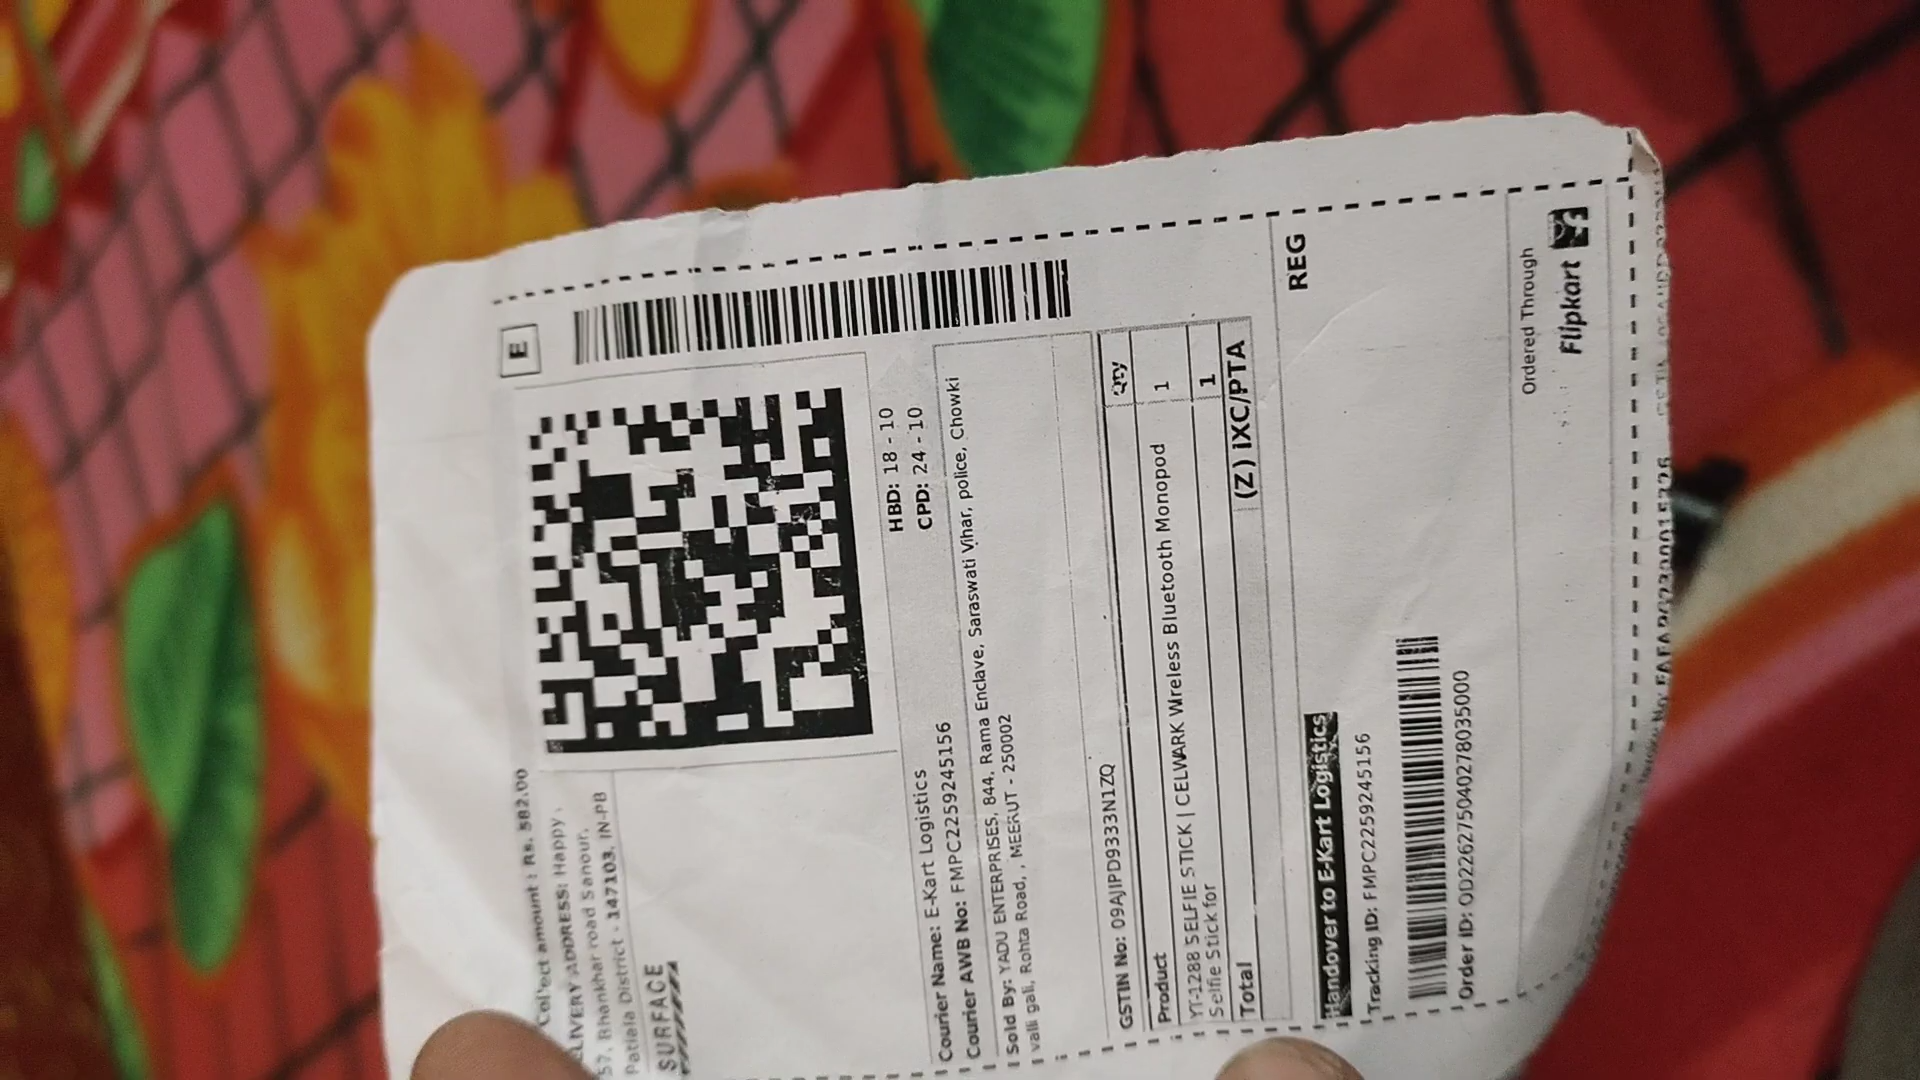 E
Collect amount : Rs. 582.00
DELIVERY ADDRESS: Happy ,
57, Bhankhar road Sanour,
Patiala District - 147103, IN-PB
SURFACE
HBD: 18 - 10
CPD: 24 - 10
Courier Name: E-Kart Logistics
Courier AWB No: FMPC2259245156
Sold By: YADU ENTERPRISES, 844, Rama Enclave, Saraswati Vihar, police, Chowki
valli gali, Rohta Road, , MEERUT - 250002
GSTIN No: 09AJIPD9333N1ZQ
Product Qty
YT-1288 SELFIE STICK | CELWARK Wireless Bluetooth Monopod 1
Selfie Stick for
Total 1
(Z) iXC/PTA
REG
Handover to E-Kart Logistics
Tracking ID: FMPC2259245156
Order ID: OD226275040278035000
Ordered Through
Flipkart